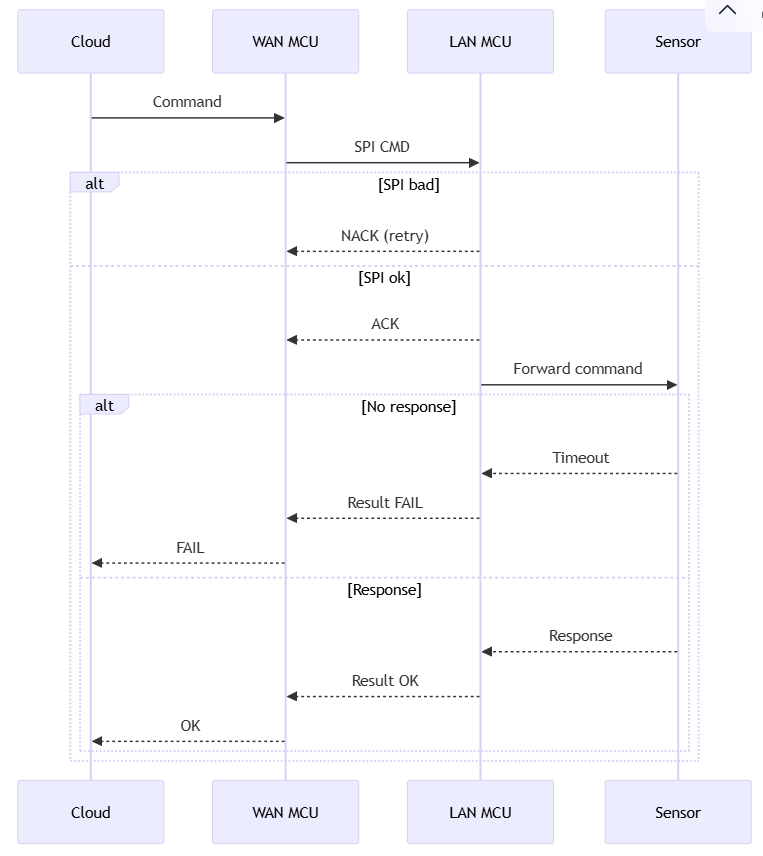 Cloud
WAN MCU
LAN MCU
Sensor
Command
SPI CMD
alt
[SPI bad]
NACK (retry)
[SPI ok]
ACK
Forward command
alt
[No response]
Timeout
Result FAIL
FAIL
[Response]
Response
Result OK
OK
Cloud
WAN MCU
LAN MCU
Sensor